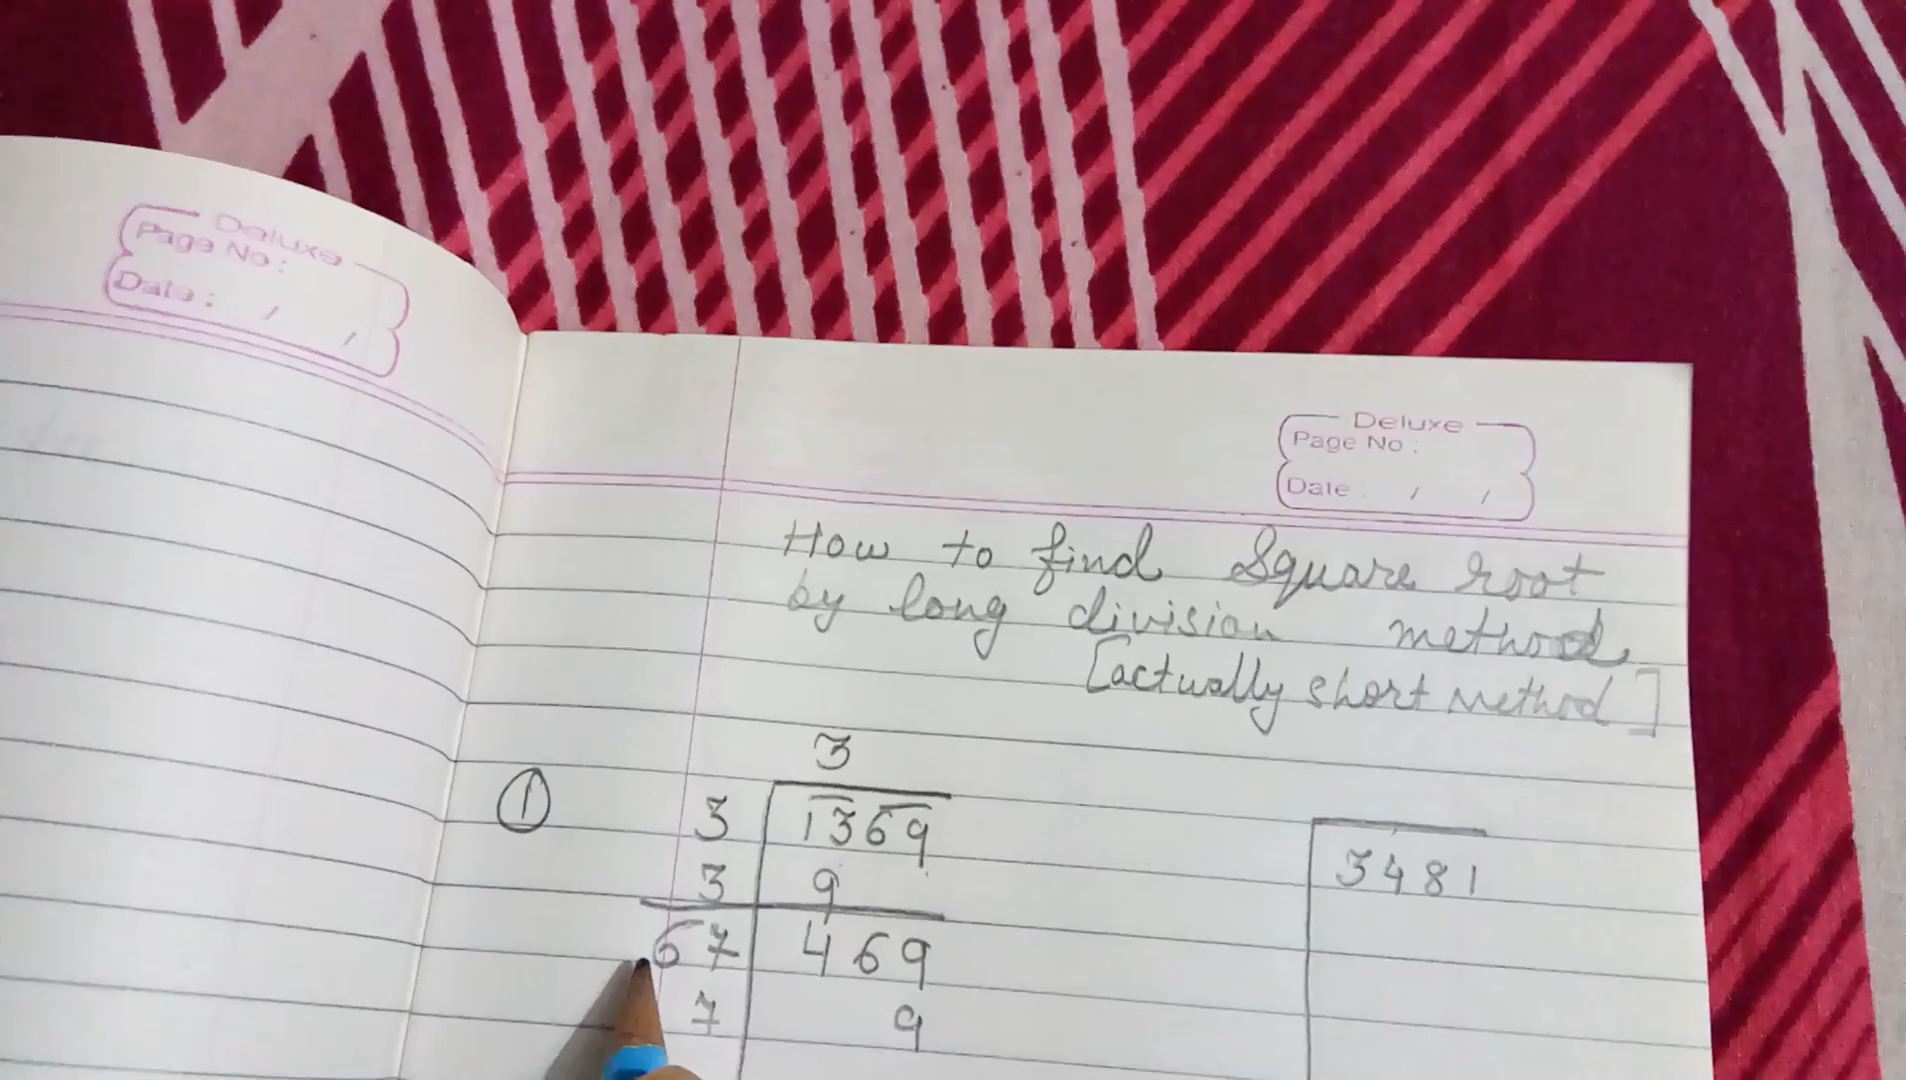 Deluxe
Page No:
Date: / /
Deluxe
Page No:
Date: / /
How to find Square root
by long division method
[actually short method]
3
① 3 1369
3 9
67 469
7 9
3481